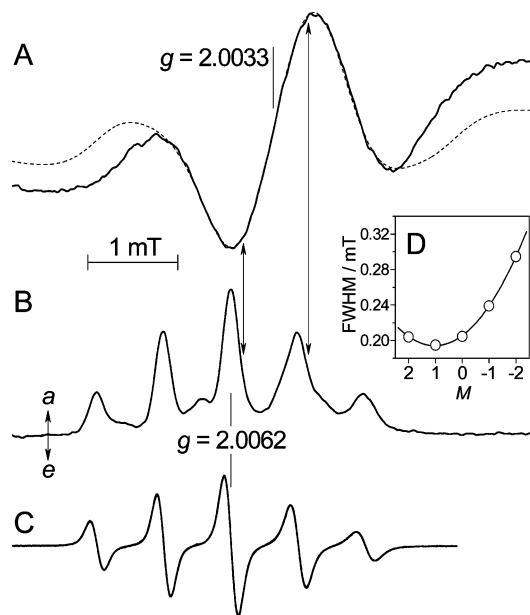 A
g = 2.0033
1 mT
D
FWHM / mT
0.32
0.28
0.24
0.20
2 1 0 -1 -2
M
B
a
e
g = 2.0062
C